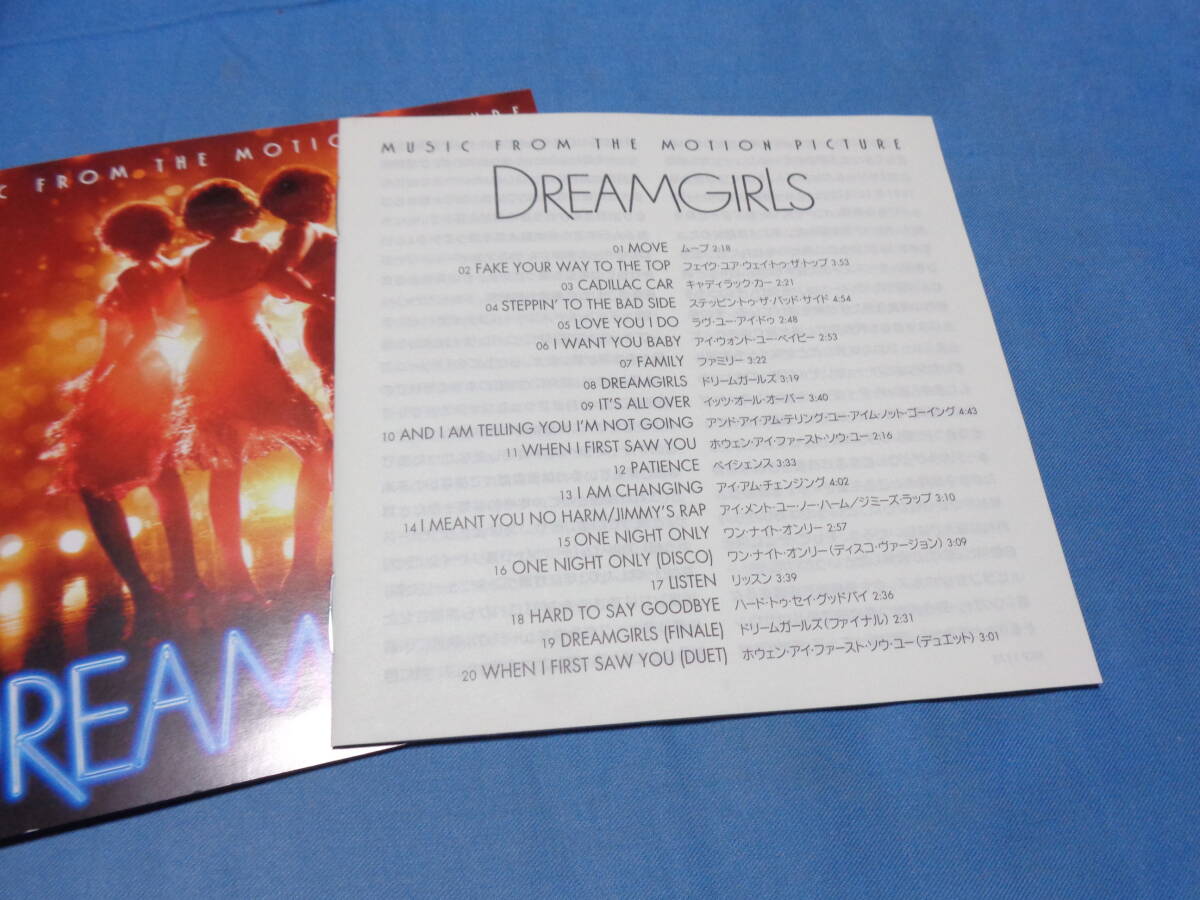 C FROM THE MOTIC
URE
DREAM
MUSIC FROM THE MOTION PICTURE
DREAMGIRLS
01 MOVE ムーブ 2:18
02 FAKE YOUR WAY TO THE TOP フェイク・ユア・ウェイ・トゥ・ザ・トップ 3:53
03 CADILLAC CAR キャディラック・カー 2:21
04 STEPPIN' TO THE BAD SIDE ステッピン・トゥ・ザ・バッド・サイド 4:54
05 LOVE YOU I DO ラヴ・ユー・アイ・ドゥ 2:48
06 I WANT YOU BABY アイ・ウォント・ユー・ベイビー 2:53
07 FAMILY ファミリー 3:22
08 DREAMGIRLS ドリームガールズ 3:19
09 IT'S ALL OVER イッツ・オール・オーバー 3:40
10 AND I AM TELLING YOU I'M NOT GOING アンド・アイ・アム・テリング・ユー・アイム・ノット・ゴーイング 4:43
11 WHEN I FIRST SAW YOU ホウェン・アイ・ファースト・ソウ・ユー 2:16
12 PATIENCE ペイシェンス 3:33
13 I AM CHANGING アイ・アム・チェンジング 4:02
14 I MEANT YOU NO HARM/JIMMY'S RAP アイ・メント・ユー・ノー・ハーム/ジミーズ・ラップ 3:10
15 ONE NIGHT ONLY ワン・ナイト・オンリー 2:57
16 ONE NIGHT ONLY (DISCO) ワン・ナイト・オンリー(ディスコ・ヴァージョン) 3:09
17 LISTEN リッスン 3:39
18 HARD TO SAY GOODBYE ハード・トゥ・セイ・グッドバイ 2:36
19 DREAMGIRLS (FINALE) ドリームガールズ(ファイナル) 2:31
20 WHEN I FIRST SAW YOU (DUET) ホウェン・アイ・ファースト・ソウ・ユー(デュエット) 3:01